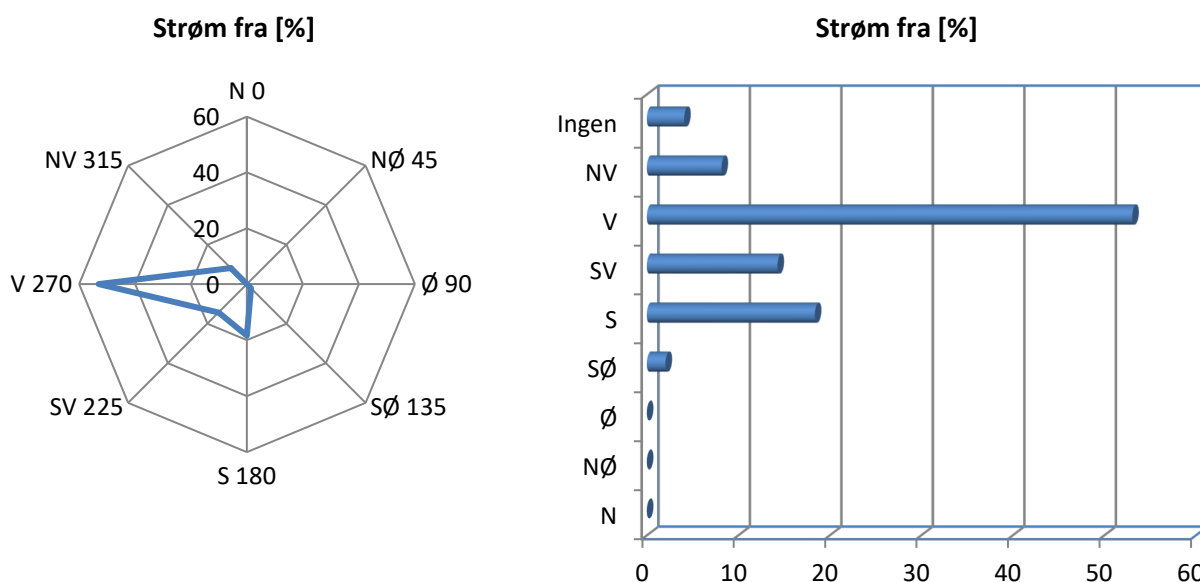 Strøm fra [%]
N 0
60
NV 315
NØ 45
40
20
V 270
0
Ø 90
SV 225
SØ 135
S 180
Strøm fra [%]
Ingen
NV
V
SV
S
SØ
Ø
NØ
N
0 10 20 30 40 50 60